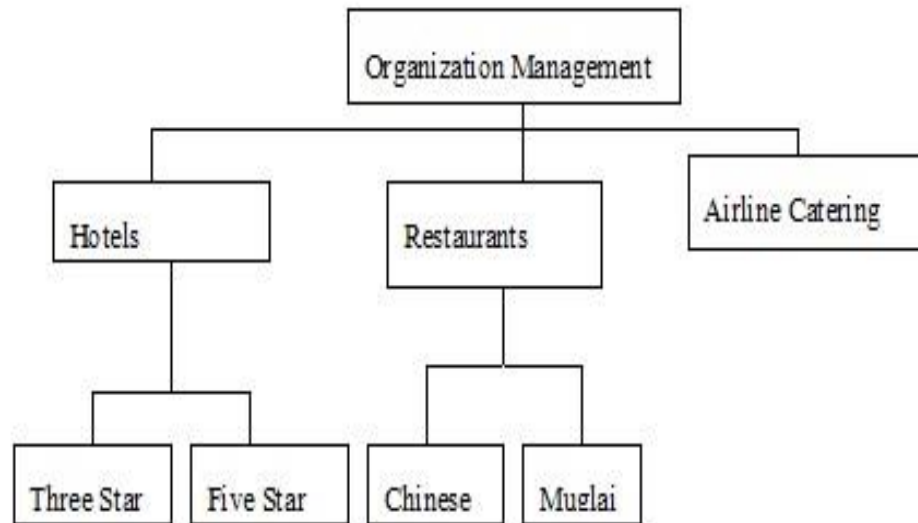 Organization Management
Hotels
Restaurants
Airline Catering
Three Star
Five Star
Chinese
Muglai